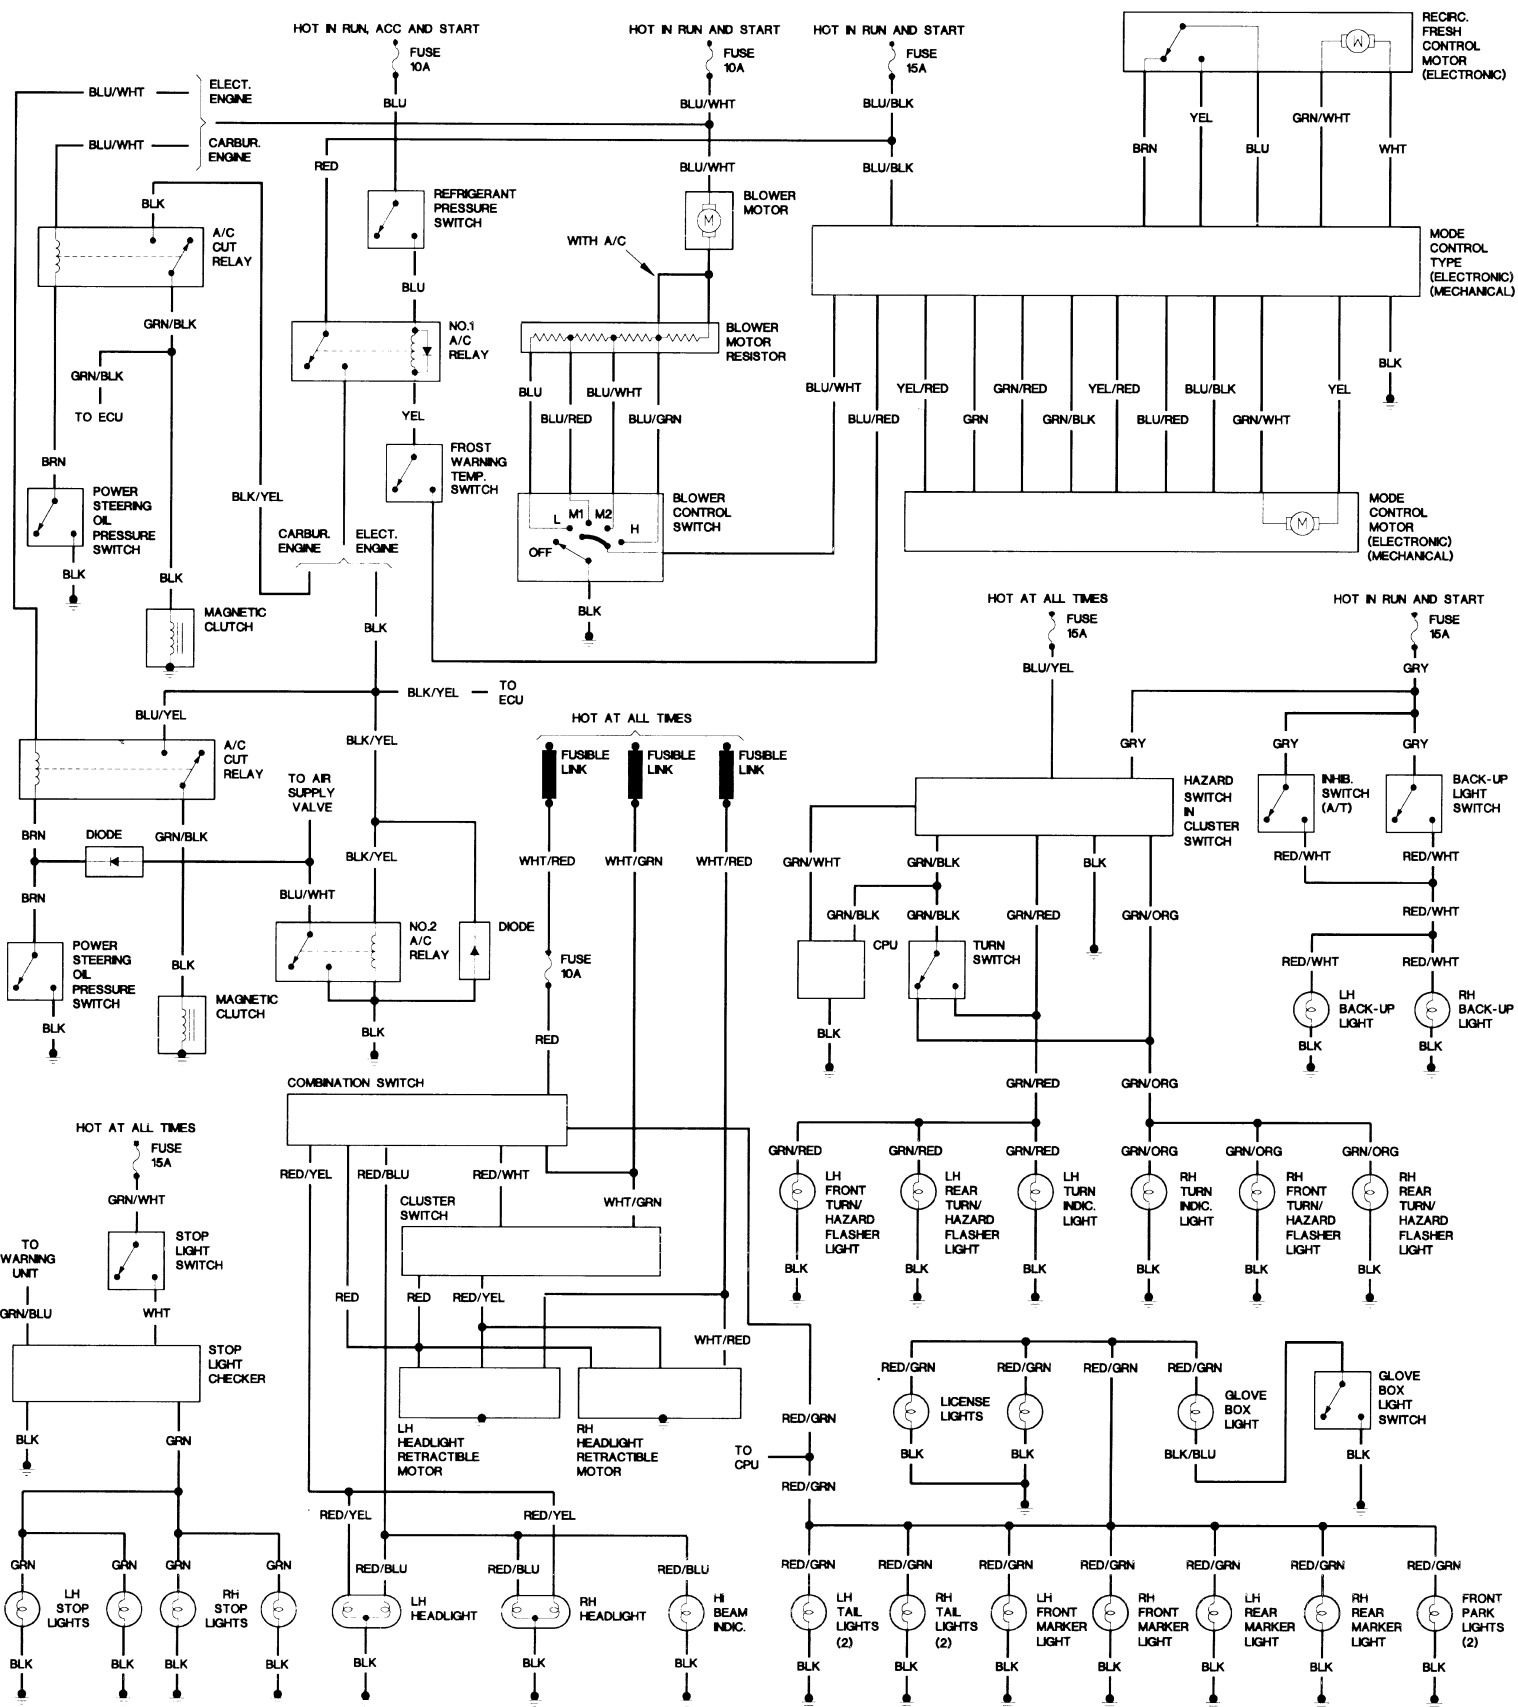 HOT IN RUN, ACC AND START
FUSE
10A
BLU
HOT IN RUN AND START
FUSE
10A
BLU/WHT
HOT IN RUN AND START
FUSE
15A
BLU/BLK
RECIRC.
FRESH
CONTROL
MOTOR
(ELECTRONIC)
M
BRN
YEL
BLU
GRN/WHT
WHT
BLU/WHT
ELECT.
ENGINE
BLU/WHT
CARBUR.
ENGINE
RED
BLU/WHT
BLU/BLK
BLK
REFRIGERANT
PRESSURE
SWITCH
BLOWER
MOTOR
M
A/C
CUT
RELAY
WITH A/C
MODE
CONTROL
TYPE
(ELECTRONIC)
(MECHANICAL)
BLU
GRN/BLK
NO.1
A/C
RELAY
BLOWER
MOTOR
RESISTOR
GRN/BLK
TO ECU
YEL
BLU
BLU/RED
BLU/WHT
BLU/GRN
BLU/WHT
BLU/RED
YEL/RED
GRN
GRN/RED
GRN/BLK
YEL/RED
BLU/RED
BLU/BLK
GRN/WHT
YEL
BLK
BRN
FROST
WARNING
TEMP.
SWITCH
POWER
STEERING
OIL
PRESSURE
SWITCH
BLK/YEL
CARBUR.
ENGINE
ELECT.
ENGINE
BLOWER
CONTROL
SWITCH
L
M1
M2
H
OFF
M
MODE
CONTROL
MOTOR
(ELECTRONIC)
(MECHANICAL)
BLK
BLK
BLK
MAGNETIC
CLUTCH
BLK
HOT AT ALL TIMES
FUSE
15A
BLU/YEL
HOT IN RUN AND START
FUSE
15A
GRY
BLK/YEL
TO
ECU
BLU/YEL
BLK/YEL
HOT AT ALL TIMES
FUSIBLE
LINK
FUSIBLE
LINK
FUSIBLE
LINK
GRY
GRY
GRY
A/C
CUT
RELAY
TO AIR
SUPPLY
VALVE
HAZARD
SWITCH
IN
CLUSTER
SWITCH
INHIB.
SWITCH
(A/T)
BACK-UP
LIGHT
SWITCH
BRN
DIODE
GRN/BLK
BLK/YEL
WHT/RED
WHT/GRN
WHT/RED
GRN/WHT
GRN/BLK
BLK
RED/WHT
RED/WHT
BRN
BLU/WHT
NO.2
A/C
RELAY
DIODE
GRN/BLK
GRN/BLK
GRN/RED
GRN/ORG
RED/WHT
POWER
STEERING
OIL
PRESSURE
SWITCH
BLK
FUSE
10A
CPU
TURN
SWITCH
RED/WHT
RED/WHT
MAGNETIC
CLUTCH
LH
BACK-UP
LIGHT
RH
BACK-UP
LIGHT
BLK
BLK
RED
BLK
BLK
BLK
COMBINATION SWITCH
GRN/RED
GRN/ORG
HOT AT ALL TIMES
FUSE
15A
GRN/WHT
RED/YEL
RED/BLU
RED/WHT
WHT/GRN
CLUSTER
SWITCH
GRN/RED
GRN/RED
GRN/RED
GRN/ORG
GRN/ORG
GRN/ORG
LH
FRONT
TURN/
HAZARD
FLASHER
LIGHT
LH
REAR
TURN/
HAZARD
FLASHER
LIGHT
LH
TURN
INDIC.
LIGHT
RH
TURN
INDIC.
LIGHT
RH
FRONT
TURN/
HAZARD
FLASHER
LIGHT
RH
REAR
TURN/
HAZARD
FLASHER
LIGHT
TO
WARNING
UNIT
STOP
LIGHT
SWITCH
BLK
BLK
BLK
BLK
BLK
BLK
GRN/BLU
WHT
RED
RED
RED/YEL
WHT/RED
STOP
LIGHT
CHECKER
RED/GRN
RED/GRN
RED/GRN
RED/GRN
LICENSE
LIGHTS
GLOVE
BOX
LIGHT
GLOVE
BOX
LIGHT
SWITCH
BLK
GRN
LH
HEADLIGHT
RETRACTIBLE
MOTOR
RH
HEADLIGHT
RETRACTIBLE
MOTOR
RED/GRN
TO
CPU
RED/GRN
BLK
BLK
BLK/BLU
BLK
RED/YEL
RED/YEL
GRN
GRN
GRN
GRN
RED/BLU
RED/BLU
RED/BLU
RED/GRN
RED/GRN
RED/GRN
RED/GRN
RED/GRN
RED/GRN
RED/GRN
LH
STOP
LIGHTS
RH
STOP
LIGHTS
LH
HEADLIGHT
RH
HEADLIGHT
HI
BEAM
INDIC.
LH
TAIL
LIGHTS
(2)
RH
TAIL
LIGHTS
(2)
LH
FRONT
MARKER
LIGHT
RH
FRONT
MARKER
LIGHT
LH
REAR
MARKER
LIGHT
RH
REAR
MARKER
LIGHT
FRONT
PARK
LIGHTS
(2)
BLK
BLK
BLK
BLK
BLK
BLK
BLK
BLK
BLK
BLK
BLK
BLK
BLK
BLK